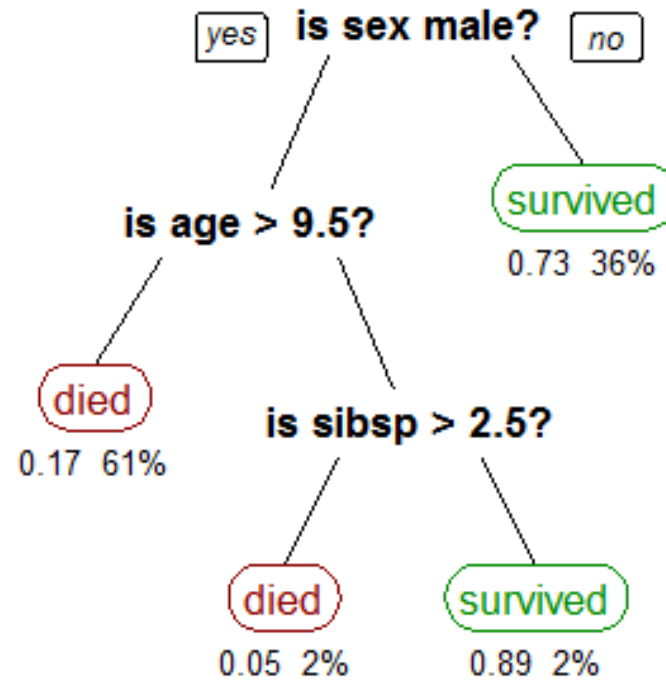 yes is sex male? no
survived
0.73 36%
is age > 9.5?
died
0.17 61%
is sibsp > 2.5?
died survived
0.05 2% 0.89 2%